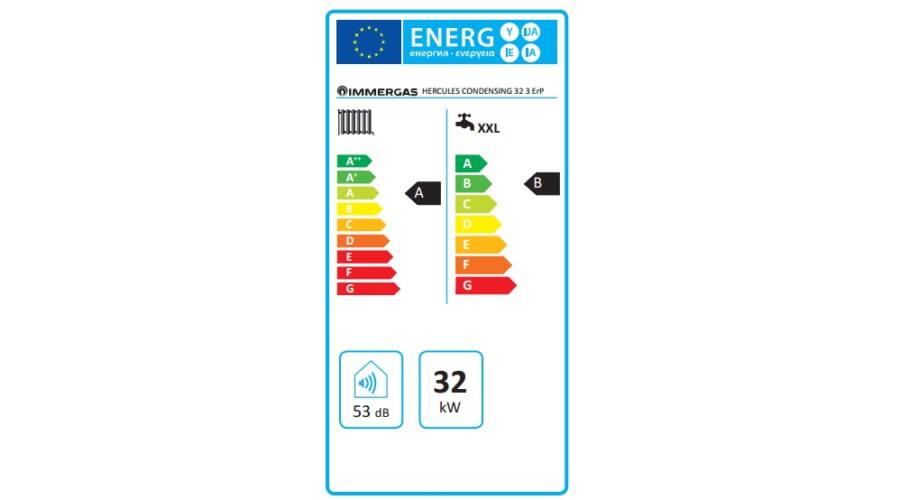 ENERG Y IJA
енергия · ενεργεια IE IA
IMMERGAS HERCULES CONDENSING 32 3 ErP
XXL
A++
A+
A
B
C
D
E
F
G
A
A
B
C
D
E
F
G
B
53 dB
32
kW